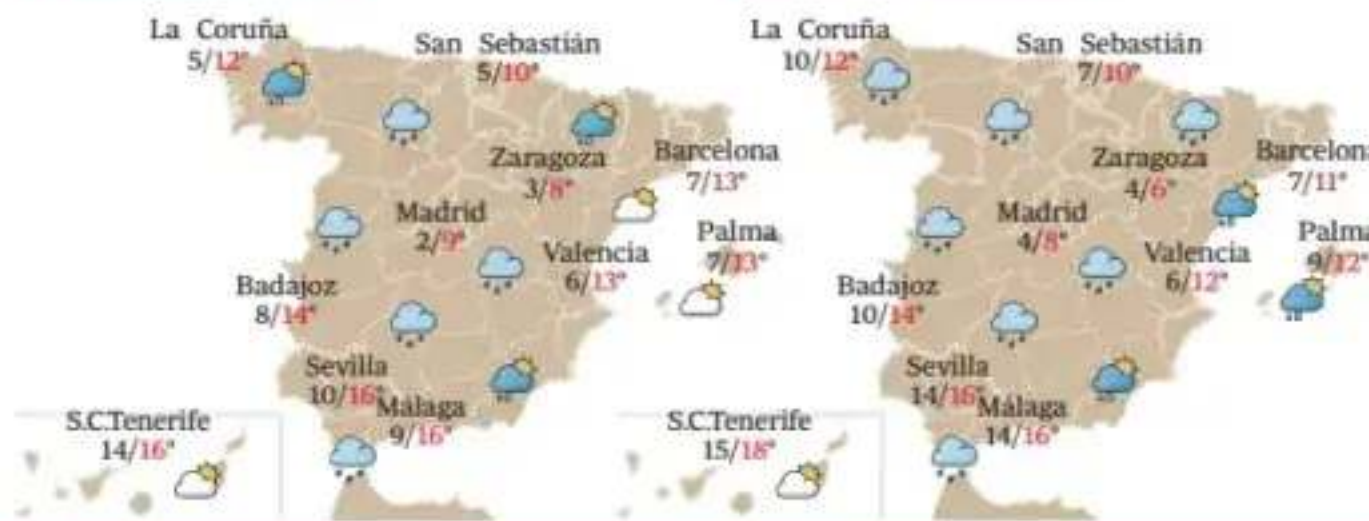 La Coruña
5/12°
San Sebastián
5/10°
Zaragoza
3/8°
Barcelona
7/13°
Madrid
2/9°
Valencia
6/13°
Palma
7/13°
Badajoz
8/14°
Sevilla
10/16°
Málaga
9/16°
S.C.Tenerife
14/16°
La Coruña
10/12°
San Sebastián
7/10°
Zaragoza
4/6°
Barcelona
7/11°
Madrid
4/8°
Valencia
6/12°
Palma
9/12°
Badajoz
10/14°
Sevilla
14/16°
Málaga
14/16°
S.C.Tenerife
15/18°